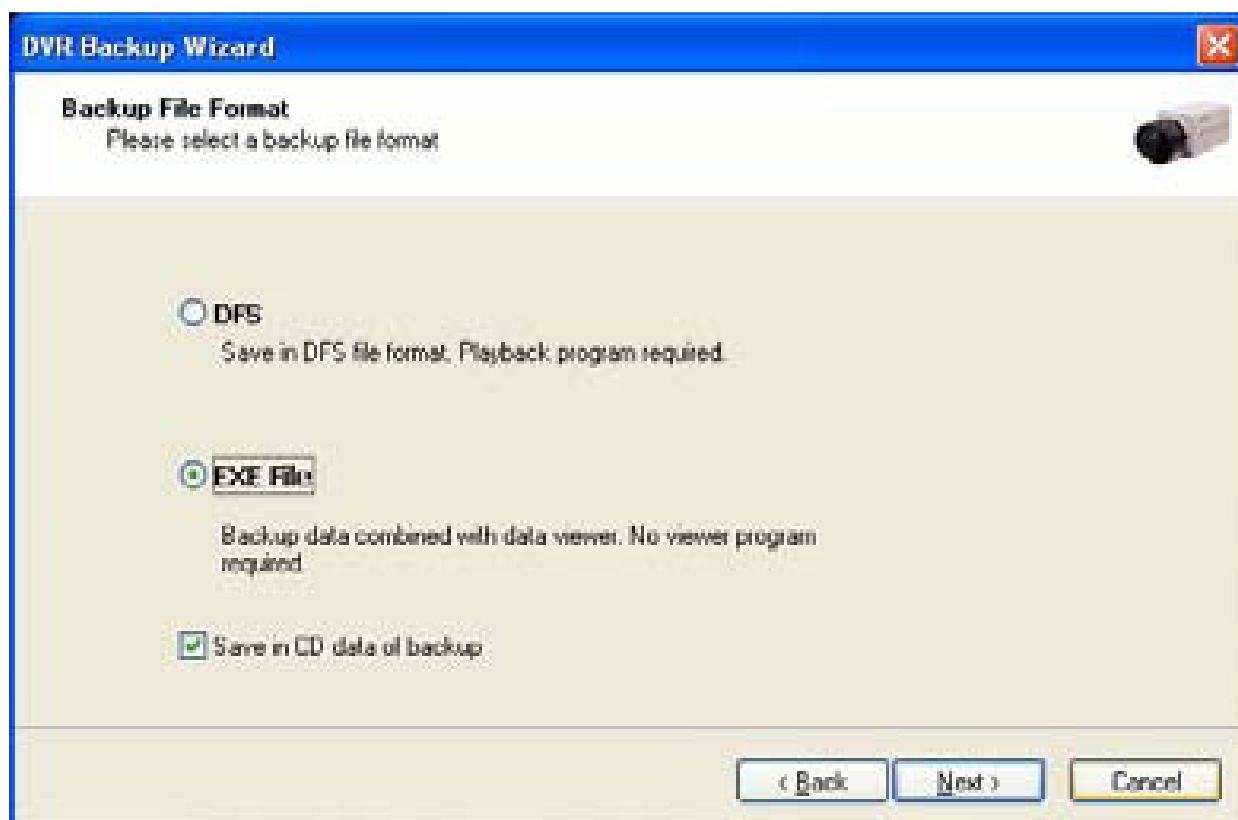 DVR Backup Wizard
Backup File Format
Please select a backup file format
DFS
Save in DFS file format. Playback program required.
EXE File
Backup data combined with data viewer. No viewer program
required.
Save in CD data of backup
< Back
Next >
Cancel